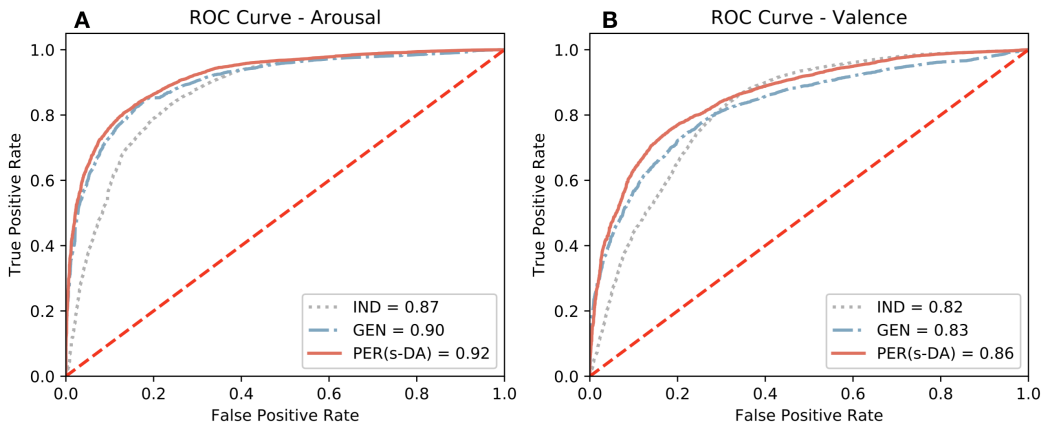 A
ROC Curve - Arousal
1.0
0.8
0.6
0.4
0.2
0.0
True Positive Rate
0.0 0.2 0.4 0.6 0.8 1.0
False Positive Rate
IND = 0.87
GEN = 0.90
PER(s-DA) = 0.92
B
ROC Curve - Valence
1.0
0.8
0.6
0.4
0.2
0.0
True Positive Rate
0.0 0.2 0.4 0.6 0.8 1.0
False Positive Rate
IND = 0.82
GEN = 0.83
PER(s-DA) = 0.86